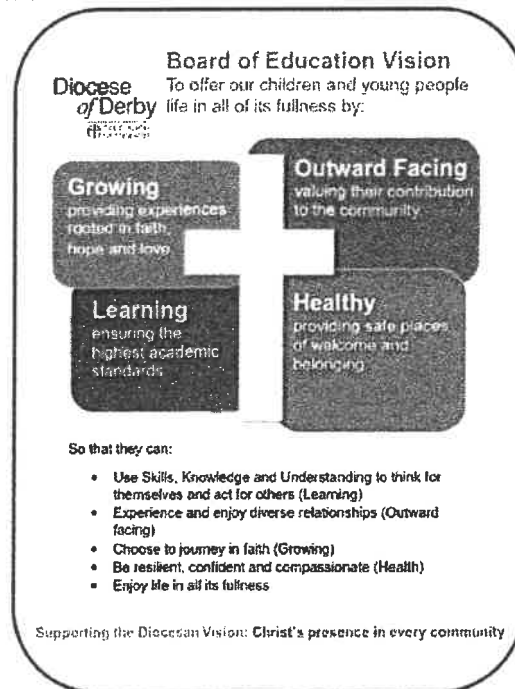 Board of Education Vision
Diocese
of Derby
To offer our children and young people
life in all of its fullness by:
Growing
providing experiences
rooted in faith,
hope and love
Outward Facing
valuing their contribution
to the community
Learning
ensuring the
highest academic
standards
Healthy
providing safe places
of welcome and
belonging
So that they can:
• Use Skills, Knowledge and Understanding to think for
themselves and act for others (Learning)
• Experience and enjoy diverse relationships (Outward
facing)
• Choose to journey in faith (Growing)
• Be resilient, confident and compassionate (Health)
• Enjoy life in all its fullness
Supporting the Diocesan Vision: Christ's presence in every community